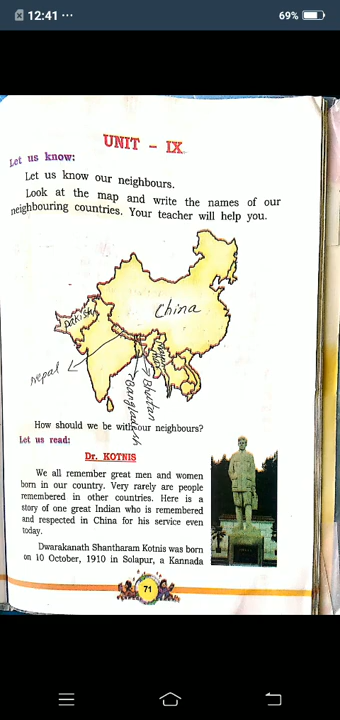 12:41 ···
69%
UNIT – IX
Let us know:
Let us know our neighbours.
Look at the map and write the names of our
neighbouring countries. Your teacher will help you.
China
Pakist
Nepal
Bhutan
Bangladesh
How should we be with our neighbours?
Let us read:
Dr. KOTNIS
We all remember great men and women
born in our country. Very rarely are people
remembered in other countries. Here is a
story of one great Indian who is remembered
and respected in China for his service even
today.
Dwarakanath Shantharam Kotnis was born
on 10 October, 1910 in Solapur, a Kannada
71